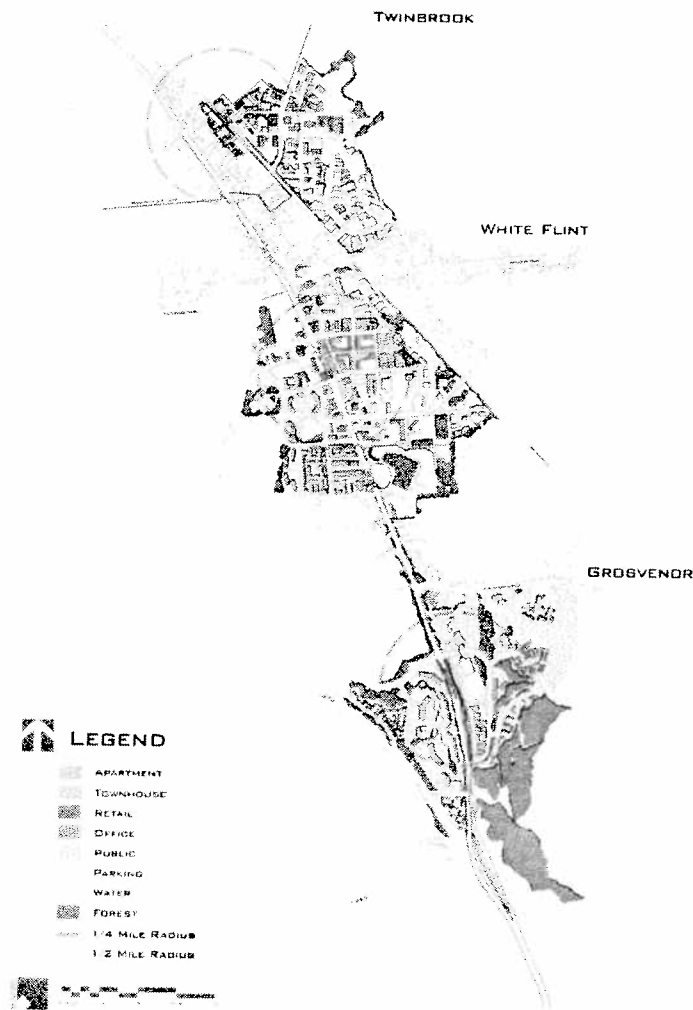 TWINBROOK
WHITE FLINT
GROSVENOR
LEGEND
APARTMENT
TOWNHOUSE
RETAIL
OFFICE
PUBLIC
PARKING
WATER
FOREST
1/4 MILE RADIUS
1/2 MILE RADIUS